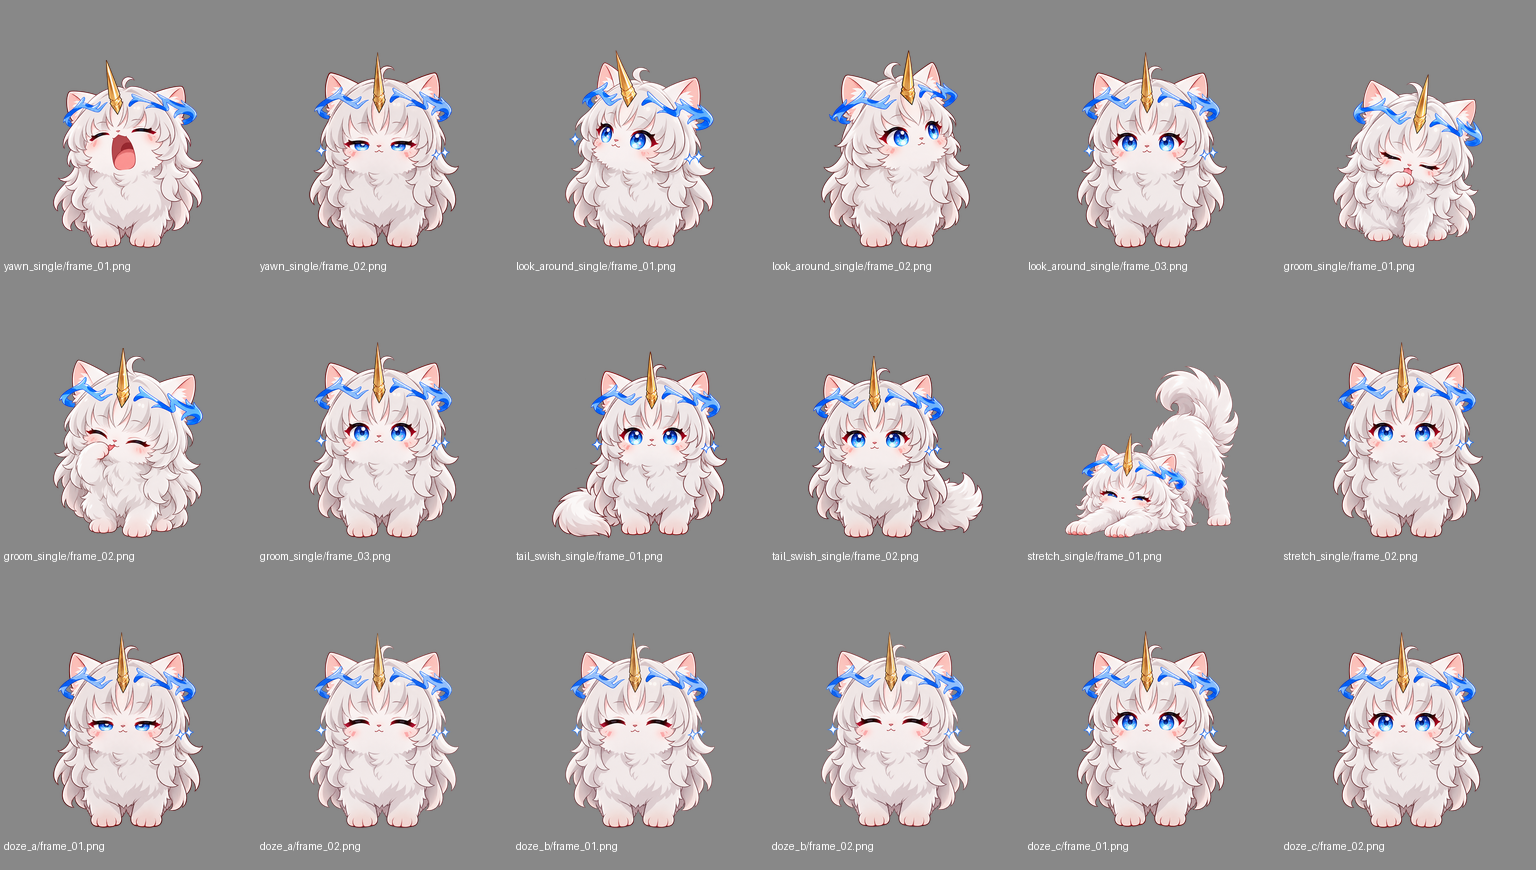 yawn_single/frame_01.png
yawn_single/frame_02.png
look_around_single/frame_01.png
look_around_single/frame_02.png
look_around_single/frame_03.png
groom_single/frame_01.png
groom_single/frame_02.png
groom_single/frame_03.png
tail_swish_single/frame_01.png
tail_swish_single/frame_02.png
stretch_single/frame_01.png
stretch_single/frame_02.png
doze_a/frame_01.png
doze_a/frame_02.png
doze_b/frame_01.png
doze_b/frame_02.png
doze_c/frame_01.png
doze_c/frame_02.png